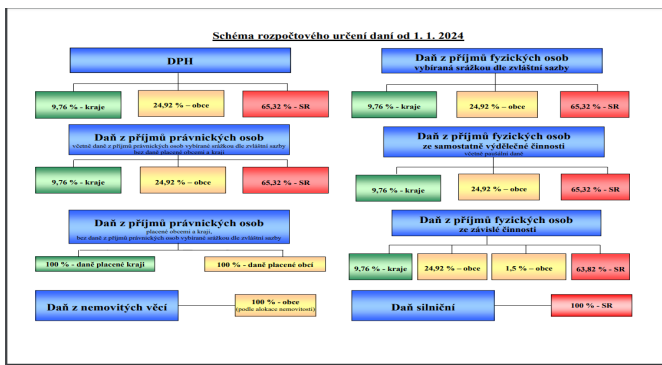 Schéma rozpočtového určení daní od 1. 1. 2024
DPH
9,76 % - kraje
24,92 % – obce
65,32 % - SR
Daň z příjmů právnických osob
včetně daně z příjmů právnických osob vybírané srážkou dle zvláštní sazby
bez daně placené obcemi a kraji
9,76 % - kraje
24,92 % – obce
65,32 % - SR
Daň z příjmů právnických osob
placené obcemi a kraji,
bez daně z příjmů právnických osob vybírané srážkou dle zvláštní sazby
100 % - daně placené kraji
100 % - daně placené obcí
Daň z nemovitých věcí
100 % - obce
(podle alokace nemovitosti)
Daň z příjmů fyzických osob
vybíraná srážkou dle zvláštní sazby
9,76 % - kraje
24,92 % – obce
65,32 % - SR
Daň z příjmů fyzických osob
ze samostatně výdělečné činnosti
včetně paušální daně
9,76 % - kraje
24,92 % - obce
65,32 % - SR
Daň z příjmů fyzických osob
ze závislé činnosti
9,76 % - kraje
24,92 % – obce
1,5 % – obce
63,82 % - SR
Daň silniční
100 % - SR